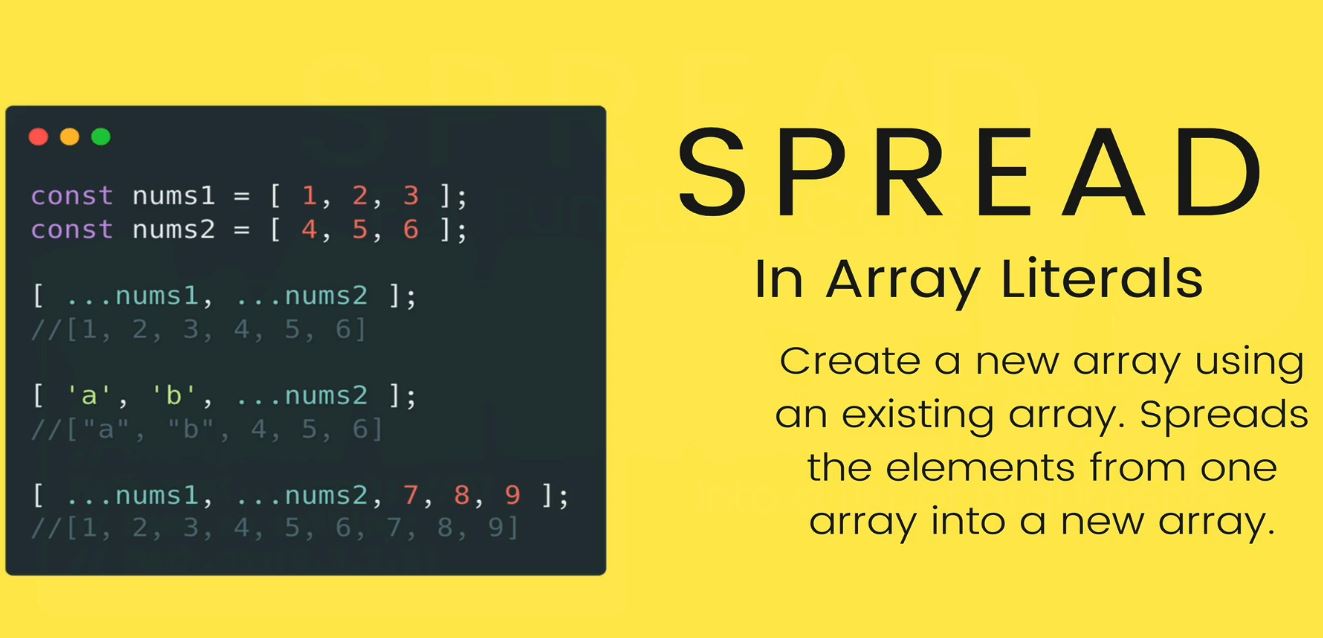 const nums1 = [ 1, 2, 3 ];
const nums2 = [ 4, 5, 6 ];
[ ...nums1, ...nums2 ];
//[1, 2, 3, 4, 5, 6]
[ 'a', 'b', ...nums2 ];
//["a", "b", 4, 5, 6]
[ ...nums1, ...nums2, 7, 8, 9 ];
//[1, 2, 3, 4, 5, 6, 7, 8, 9]
SPREAD
In Array Literals
Create a new array using
an existing array. Spreads
the elements from one
array into a new array.